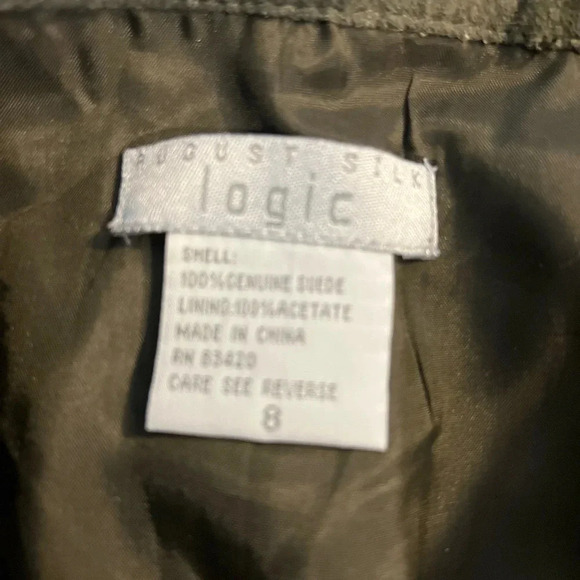 AUGUST SILK
logic
SHELL:
100%GENUINE SUEDE
LINING:100%ACETATE
MADE IN CHINA
RN 83420
CARE SEE REVERSE
8